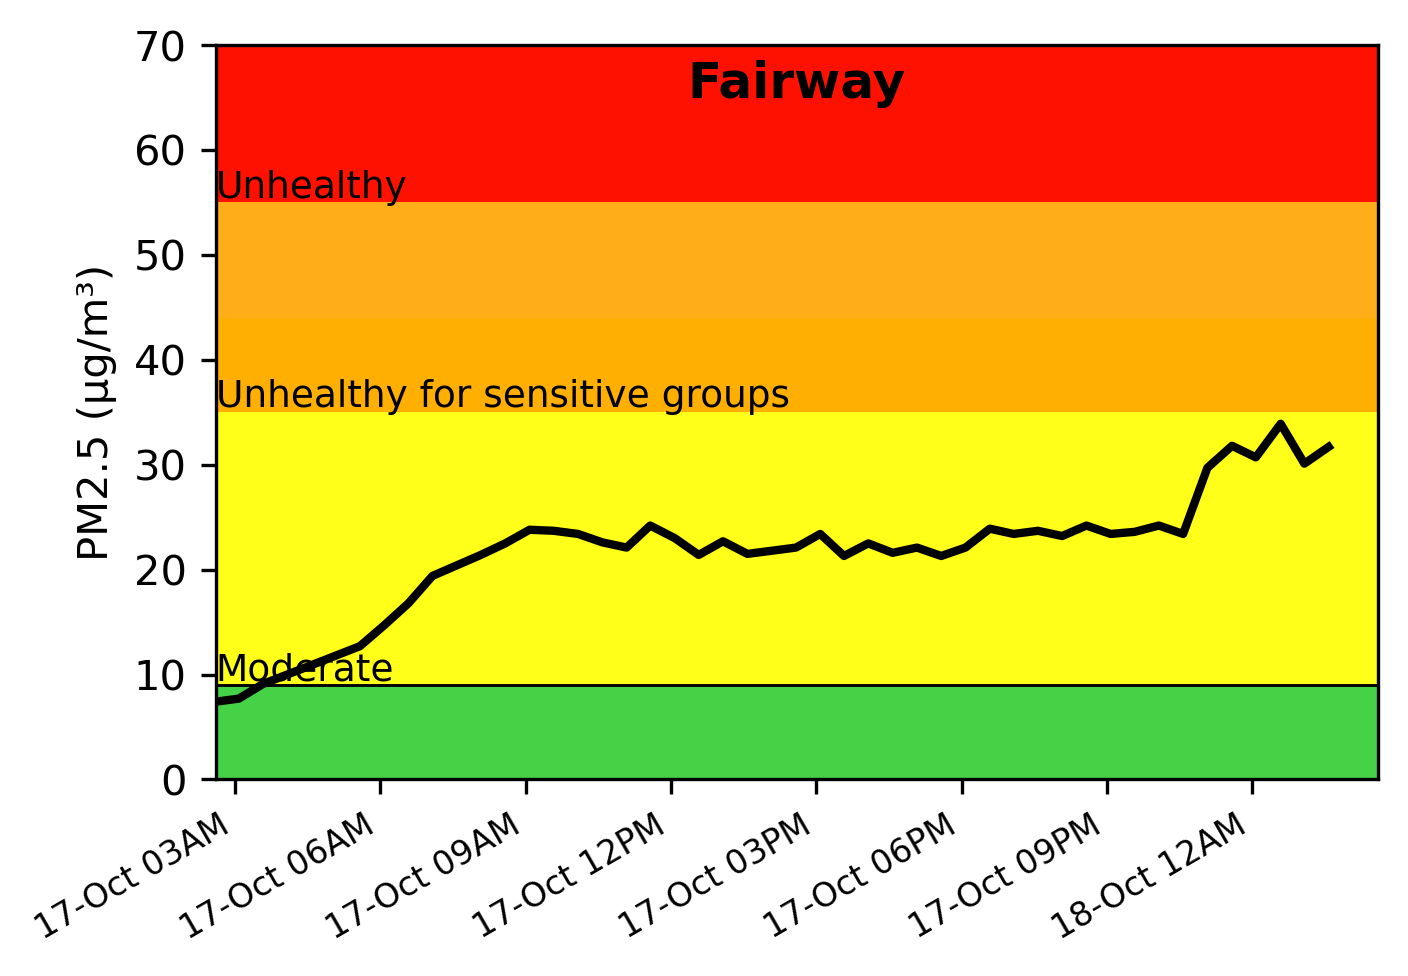 Fairway
70
60
50
40
30
20
10
0
PM2.5 (µg/m³)
Unhealthy
Unhealthy for sensitive groups
Moderate
17-Oct 03AM
17-Oct 06AM
17-Oct 09AM
17-Oct 12PM
17-Oct 03PM
17-Oct 06PM
17-Oct 09PM
18-Oct 12AM